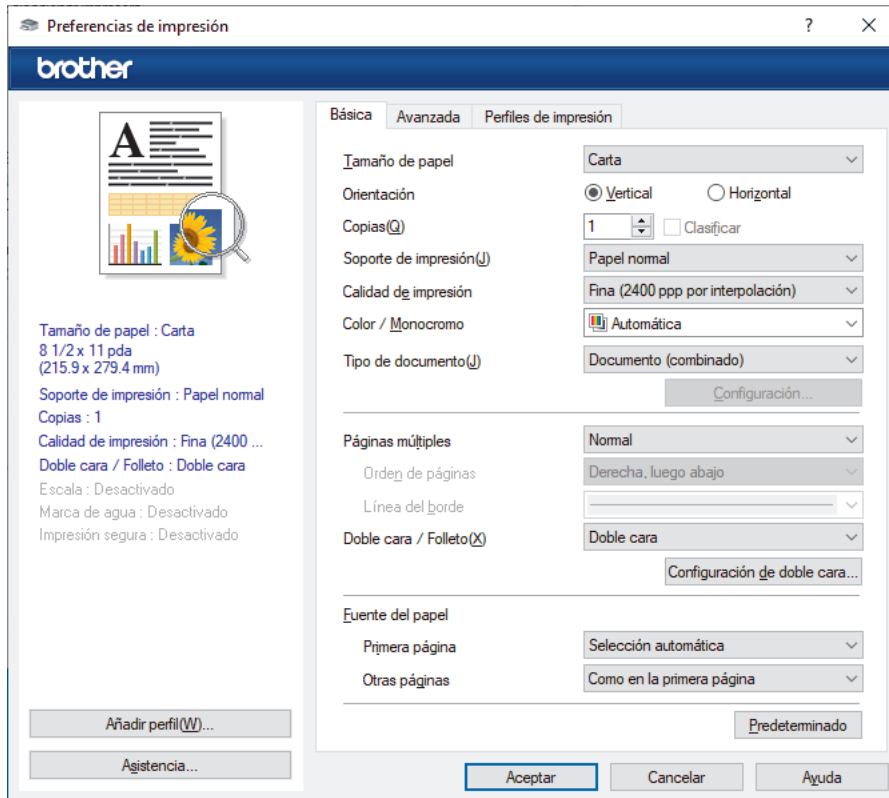 Preferencias de impresión
brother
A
Tamaño de papel : Carta
8 1/2 x 11 pda
(215.9 x 279.4 mm)
Soporte de impresión : Papel normal
Copias : 1
Calidad de impresión : Fina (2400 ...
Doble cara / Folleto : Doble cara
Escala : Desactivado
Marca de agua : Desactivado
Impresión segura : Desactivado
Añadir perfil(W)...
Asistencia...
Básica Avanzada Perfiles de impresión
Tamaño de papel Carta
Orientación Vertical Horizontal
Copias(Q) 1 Clasificar
Soporte de impresión(J) Papel normal
Calidad de impresión Fina (2400 ppp por interpolación)
Color / Monocromo Automática
Tipo de documento(J) Documento (combinado)
Configuración...
Páginas múltiples Normal
Orden de páginas Derecha, luego abajo
Línea del borde
Doble cara / Folleto(X) Doble cara
Configuración de doble cara...
Fuente del papel
Primera página Selección automática
Otras páginas Como en la primera página
Predeterminado
Aceptar Cancelar Ayuda